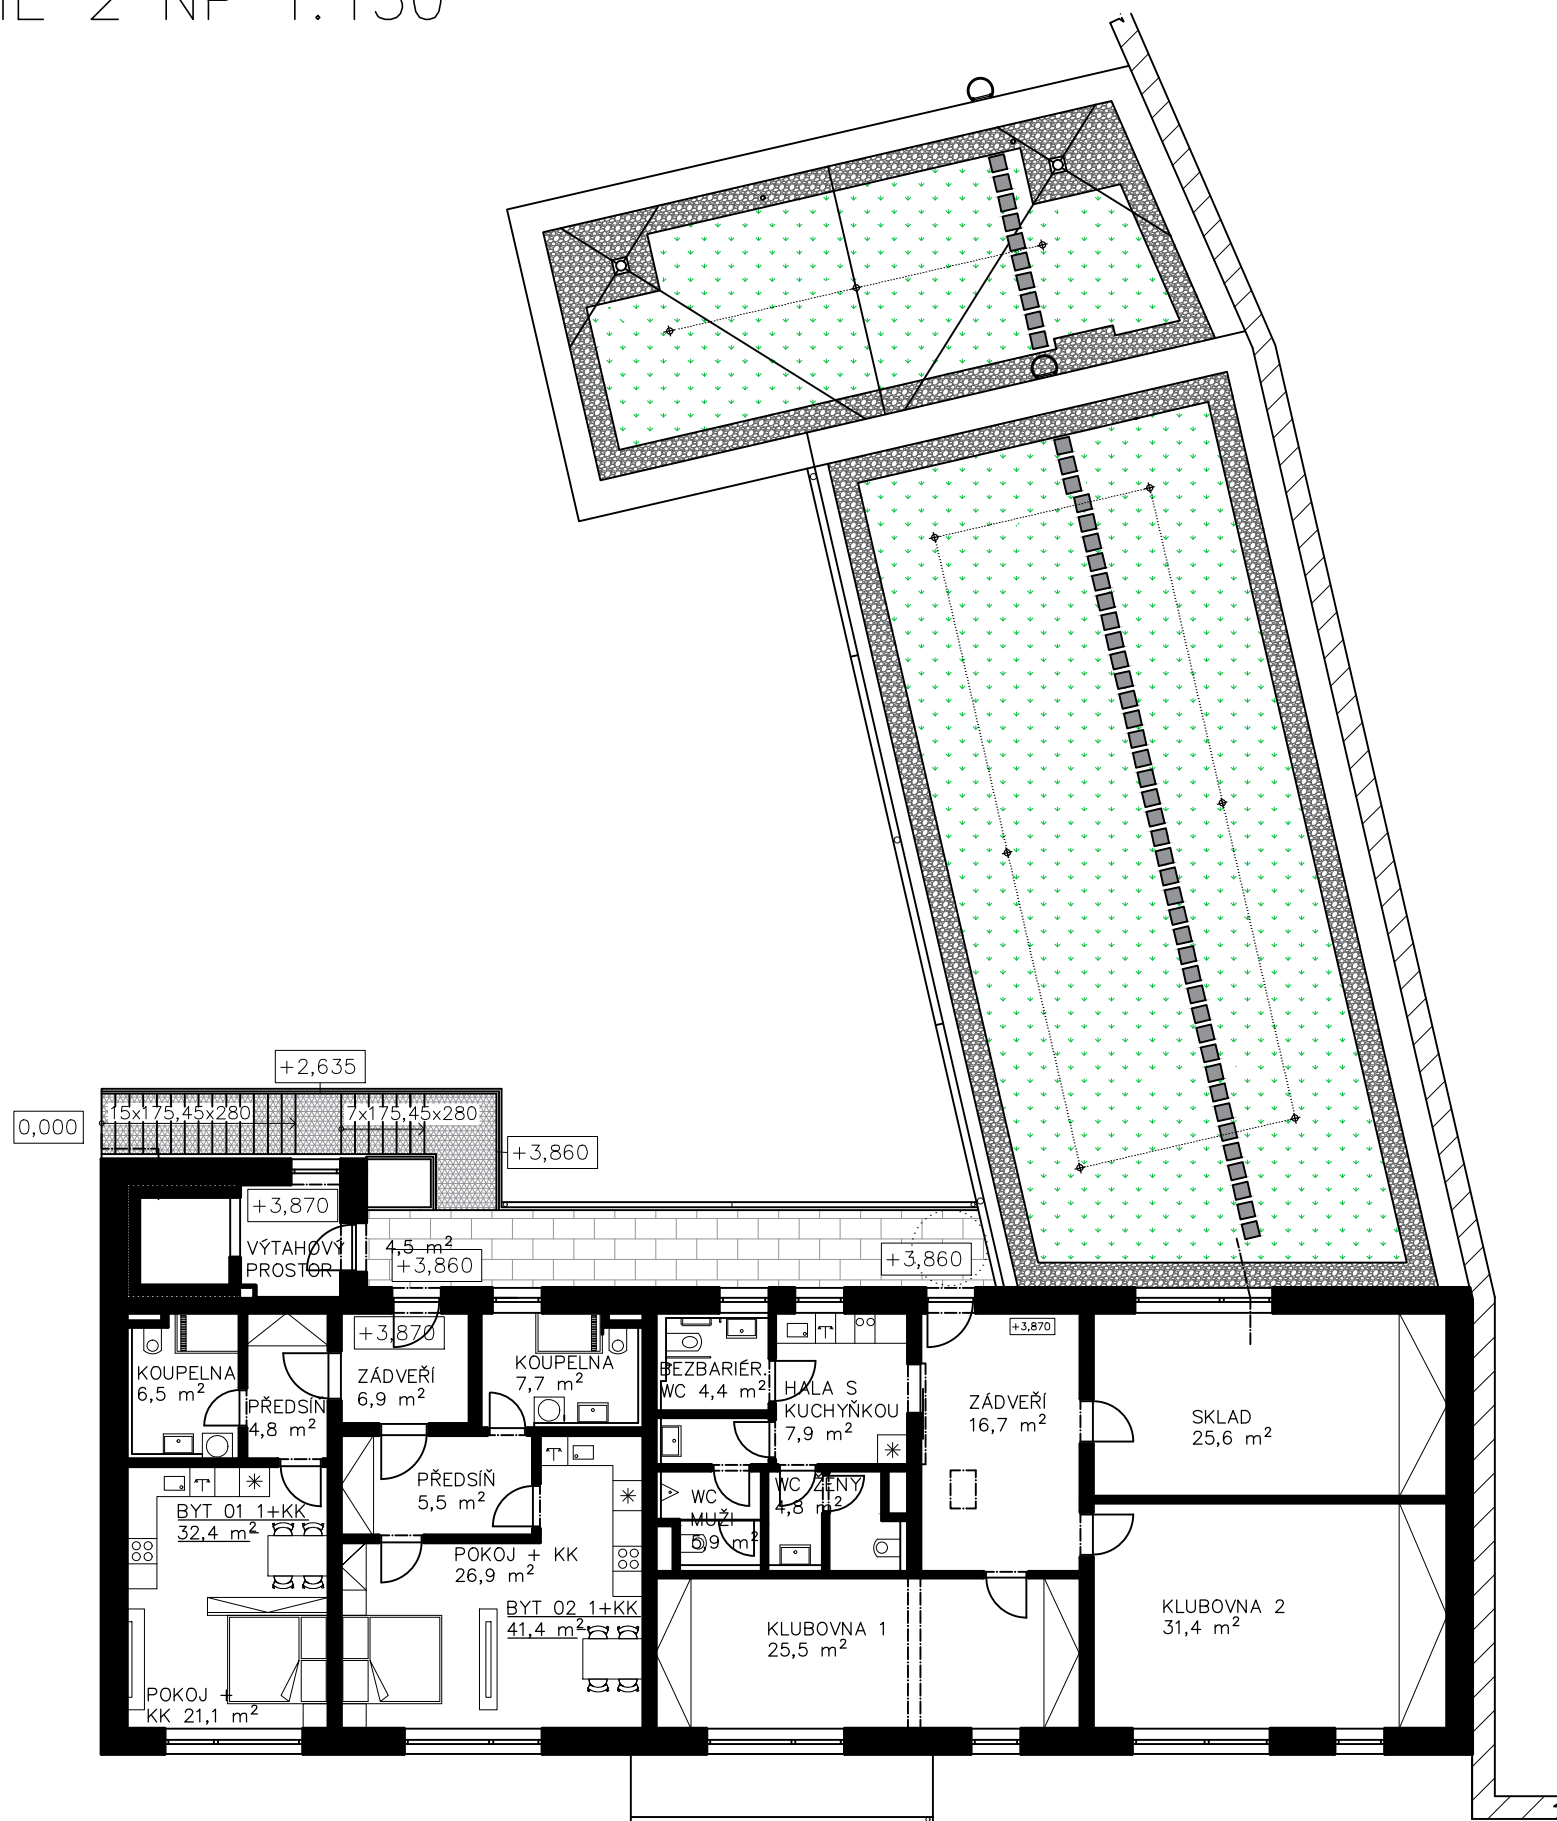 2 NP 1:150
+2,635
15x175,45x280
7x175,45x280
0,000
+3,860
+3,870
VÝTAHOVÝ
PROSTOR
4,5 m²
+3,860
+3,860
+3,870
+3,870
KOUPELNA
6,5 m²
PŘEDSÍŇ
4,8 m²
ZÁDVEŘÍ
6,9 m²
KOUPELNA
7,7 m²
BEZBARIÉR.
WC 4,4 m²
HALA S
KUCHYŇKOU
7,9 m²
ZÁDVEŘÍ
16,7 m²
SKLAD
25,6 m²
PŘEDSÍŇ
5,5 m²
WC
MUŽI
5,9 m²
WC ŽENY
4,8 m²
BYT 01 1+KK
32,4 m²
POKOJ + KK
26,9 m²
BYT 02 1+KK
41,4 m²
KLUBOVNA 1
25,5 m²
KLUBOVNA 2
31,4 m²
POKOJ +
KK 21,1 m²